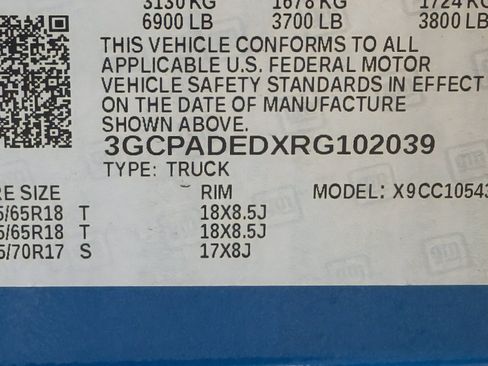 3130 KG 1678 KG 1724 KG
6900 LB 3700 LB 3800 LB
THIS VEHICLE CONFORMS TO ALL
APPLICABLE U.S. FEDERAL MOTOR
VEHICLE SAFETY STANDARDS IN EFFECT
ON THE DATE OF MANUFACTURE
SHOWN ABOVE.
3GCPADEDXRG102039
TYPE: TRUCK
RE SIZE RIM MODEL: X9CC10543
5/65R18 T 18X8.5J
5/65R18 T 18X8.5J
5/70R17 S 17X8J